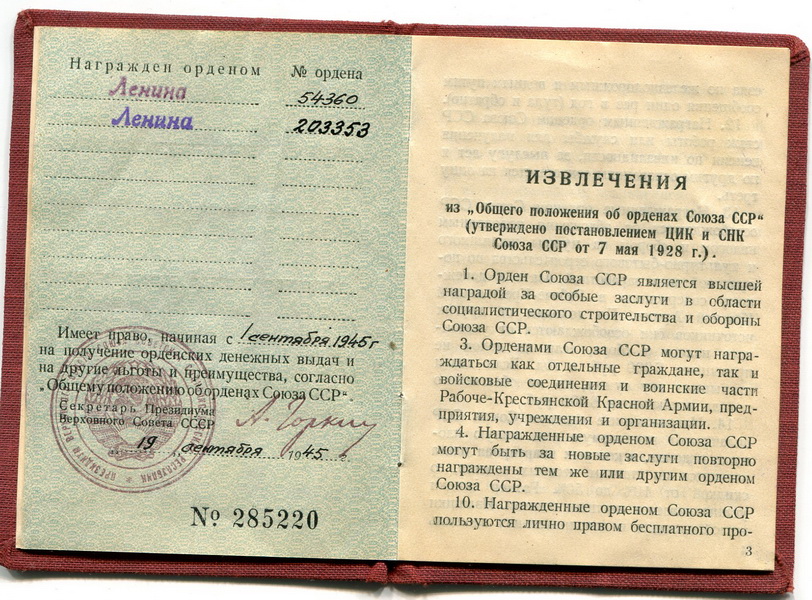 Награжден орденом № ордена
Ленина 54360
Ленина 203353
Имеет право, начиная с 1 сентября 1945 г
на получение орденских денежных выдач и
на другие льготы и преимущества, согласно
„Общему положению об орденах Союза ССР“.
Секретарь Президиума
Верховного Совета СССР А. Горкин
19 „ сентября 1945 г.
№ 285220
ИЗВЛЕЧЕНИЯ
из „Общего положения об орденах Союза ССР“
(утверждено постановлением ЦИК и СНК
Союза ССР от 7 мая 1928 г.).
1. Орден Союза ССР является высшей
наградой за особые заслуги в области
социалистического строительства и обороны
Союза ССР.
3. Орденами Союза ССР могут награ-
ждаться как отдельные граждане, так и
войсковые соединения и воинские части
Рабоче-Крестьянской Красной Армии, пред-
приятия, учреждения и организации.
4. Награжденные орденом Союза ССР
могут быть за новые заслуги повторно
награждены тем же или другим орденом
Союза ССР.
10. Награжденные орденом Союза ССР
пользуются лично правом бесплатного про-
3